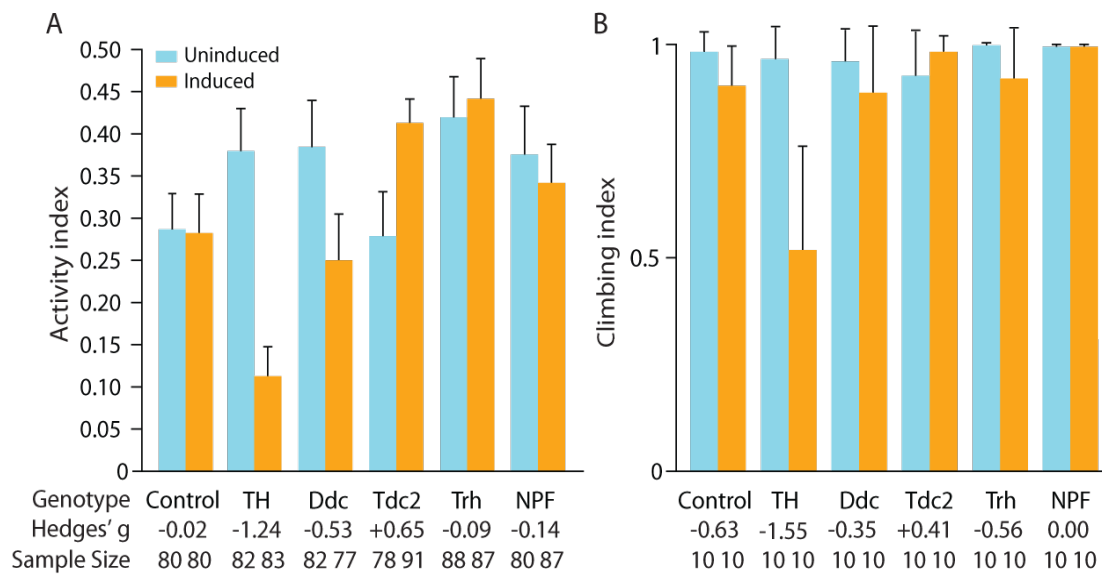 A
Activity index
0.50
0.45
0.40
0.35
0.30
0.25
0.20
0.15
0.10
0.05
0
Uninduced
Induced
Genotype Control TH Ddc Tdc2 Trh NPF
Hedges’ g -0.02 -1.24 -0.53 +0.65 -0.09 -0.14
Sample Size 80 80 82 83 82 77 78 91 88 87 80 87
B
Climbing index
1
0.5
0
Control TH Ddc Tdc2 Trh NPF
-0.63 -1.55 -0.35 +0.41 -0.56 0.00
10 10 10 10 10 10 10 10 10 10 10 10